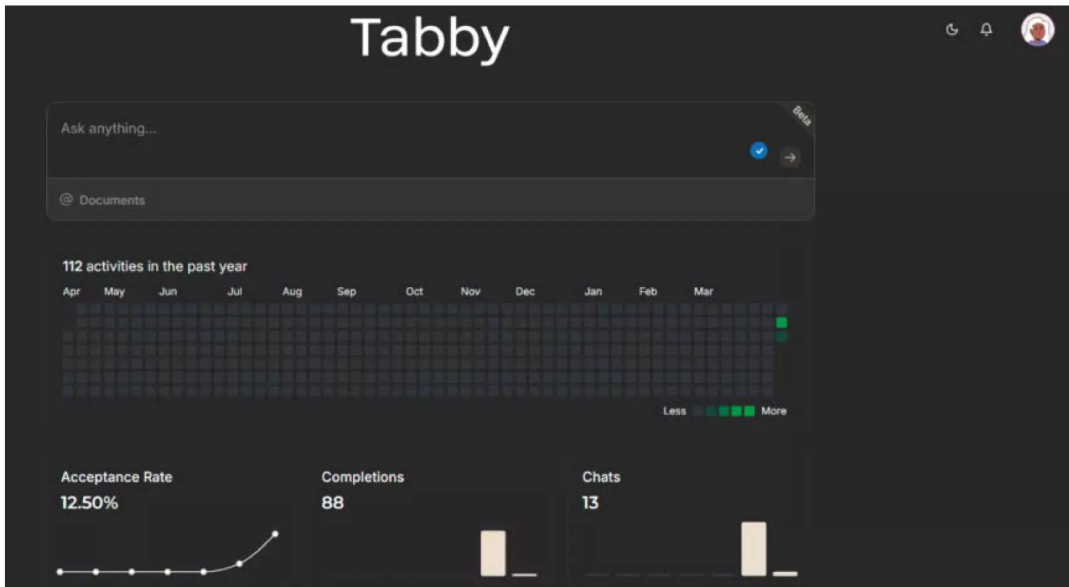 Tabby
Ask anything...
Beta
@ Documents
112 activities in the past year
Apr May Jun Jul Aug Sep Oct Nov Dec Jan Feb Mar
Less More
Acceptance Rate Completions Chats
12.50% 88 13